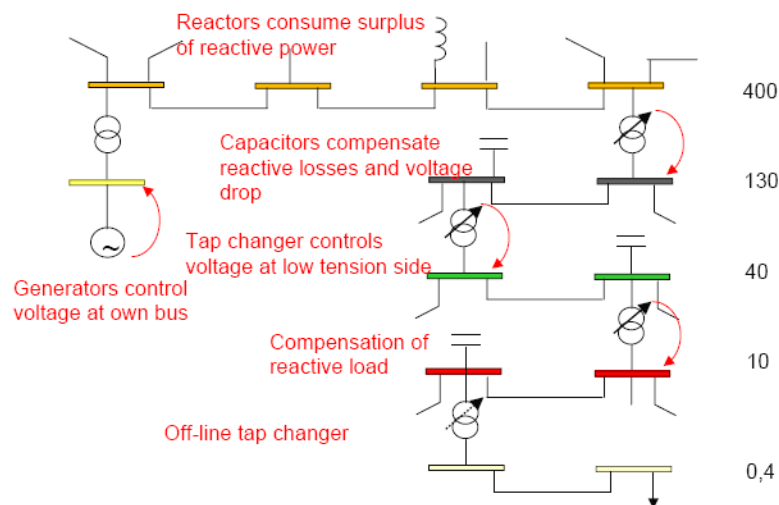 Reactors consume surplus
of reactive power
400
Capacitors compensate
reactive losses and voltage
drop
130
Tap changer controls
voltage at low tension side
40
Generators control
voltage at own bus
Compensation of
reactive load
10
Off-line tap changer
0,4
~